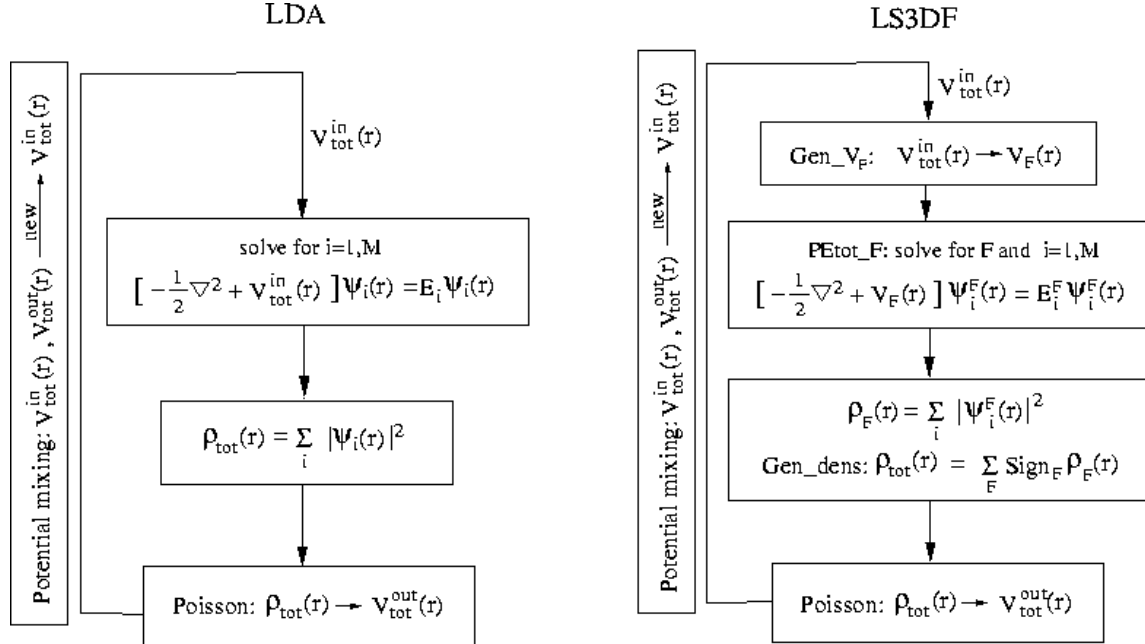 LDA
Potential mixing: V_tot^in(r) , V_tot^out(r) —new→ V_tot^in(r)
V_tot^in(r)
solve for i=1,M
[ -1/2 ▽² + V_tot^in(r) ] Ψ_i(r) = E_i Ψ_i(r)
ρ_tot(r) = Σ_i |Ψ_i(r)|²
Poisson: ρ_tot(r) → V_tot^out(r)
LS3DF
Potential mixing: V_tot^in(r) , V_tot^out(r) —new→ V_tot^in(r)
V_tot^in(r)
Gen_V_F: V_tot^in(r) → V_F(r)
PEtot_F: solve for F and i=1,M
[ -1/2 ▽² + V_F(r) ] Ψ_i^F(r) = E_i^F Ψ_i^F(r)
ρ_F(r) = Σ_i |Ψ_i^F(r)|²
Gen_dens: ρ_tot(r) = Σ_F Sign_F ρ_F(r)
Poisson: ρ_tot(r) → V_tot^out(r)